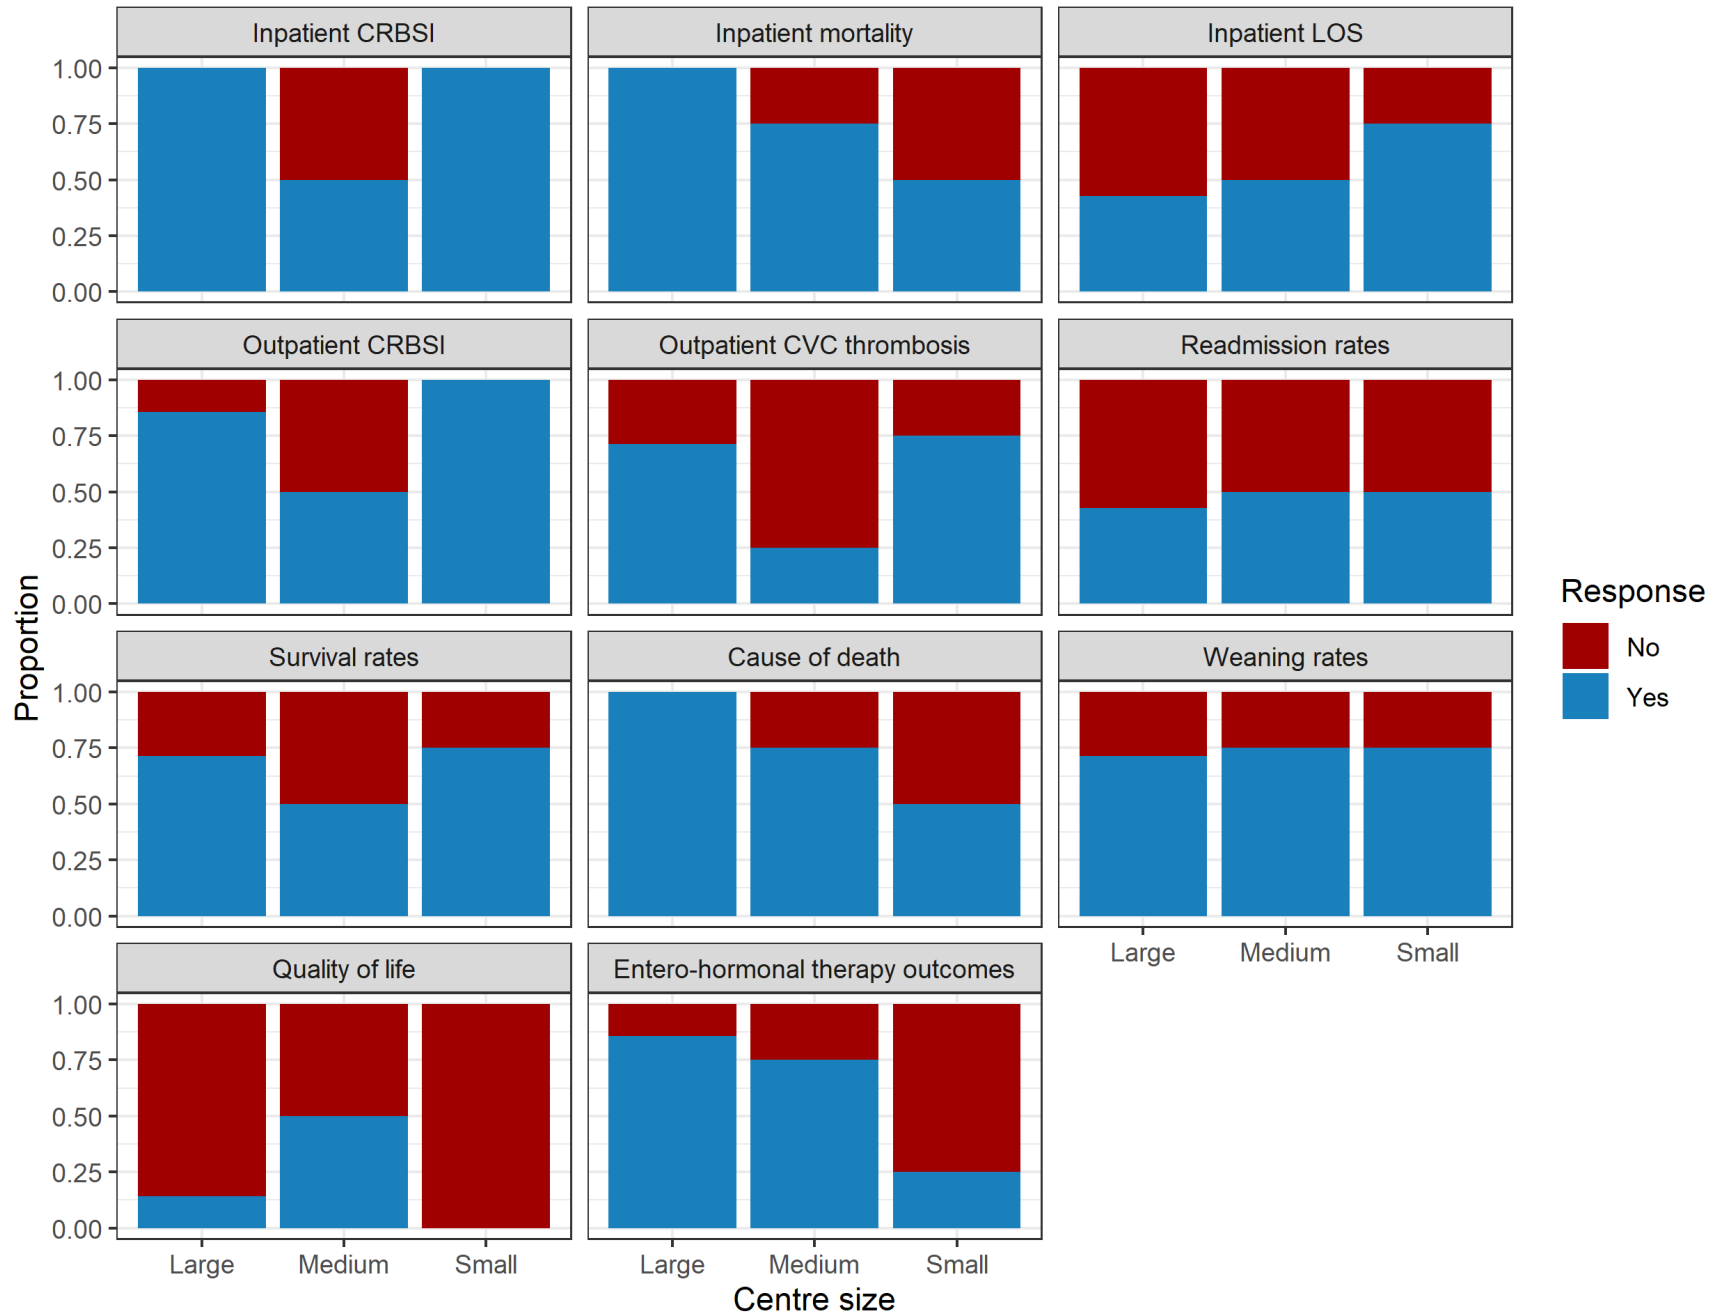 Inpatient CRBSI
Inpatient mortality
Inpatient LOS
1.00
0.75
0.50
0.25
0.00
Outpatient CRBSI
Outpatient CVC thrombosis
Readmission rates
1.00
0.75
0.50
0.25
0.00
Survival rates
Cause of death
Weaning rates
1.00
0.75
0.50
0.25
0.00
Large
Medium
Small
Quality of life
Entero-hormonal therapy outcomes
1.00
0.75
0.50
0.25
0.00
Large
Medium
Small
Large
Medium
Small
Centre size
Proportion
Response
No
Yes